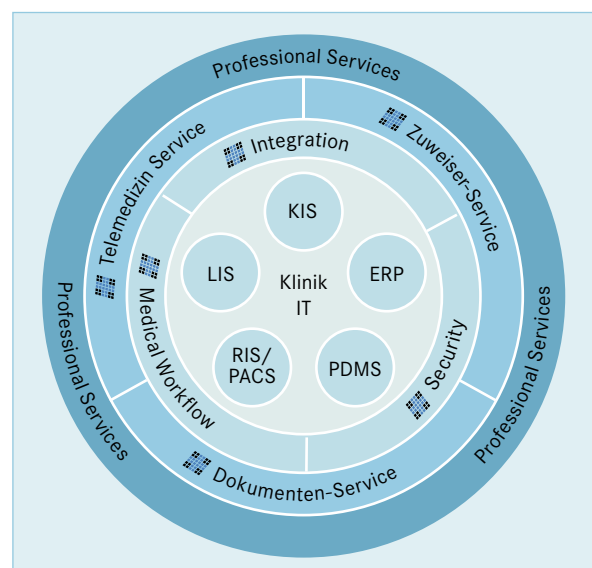 Professional Services
Telemedizin Service
Zuweiser-Service
Integration
KIS
LIS
Klinik
IT
ERP
Medical Workflow
Security
RIS/
PACS
PDMS
Professional Services
Professional Services
Dokumenten-Service